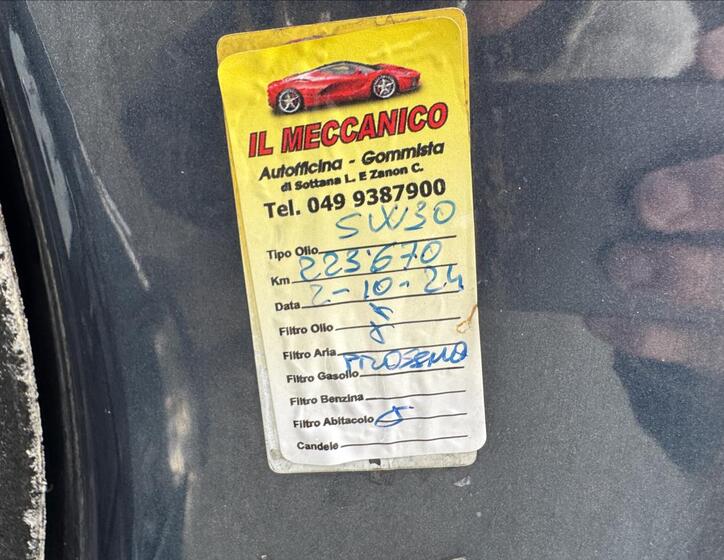 IL MECCANICO
Autofficina - Gommista
di Sottana L. E Zanon C.
Tel. 049 9387900
Tipo Olio 5W30
Km 223.670
Data 2-10-24
Filtro Olio
Filtro Aria
Filtro Gasolio
Filtro Benzina
Filtro Abitacolo
Candele